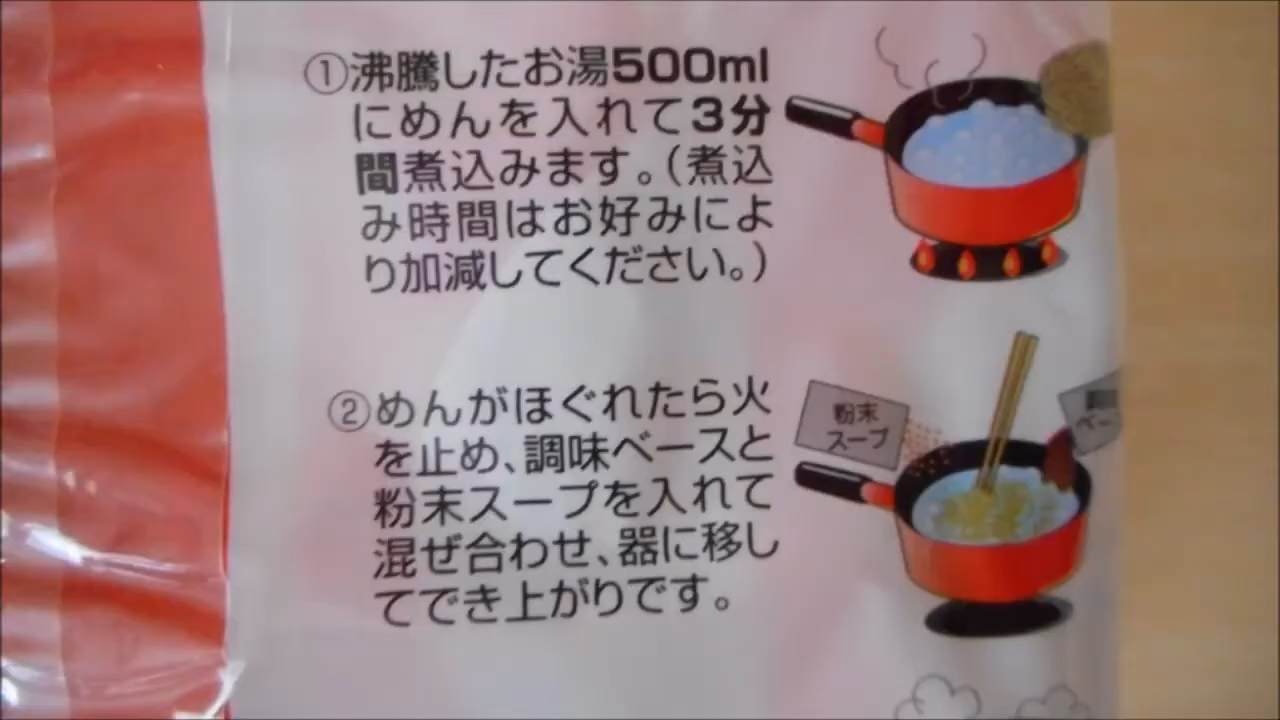 ①沸騰したお湯500ml
にめんを入れて3分
間煮込みます。(煮込
み時間はお好みによ
り加減してください。)
②めんがほぐれたら火
を止め、調味ベースと
粉末スープを入れて
混ぜ合わせ、器に移し
てでき上がりです。
粉末
スープ